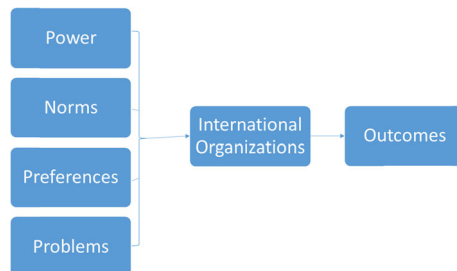 Power
Norms
Preferences
Problems
International
Organizations
Outcomes